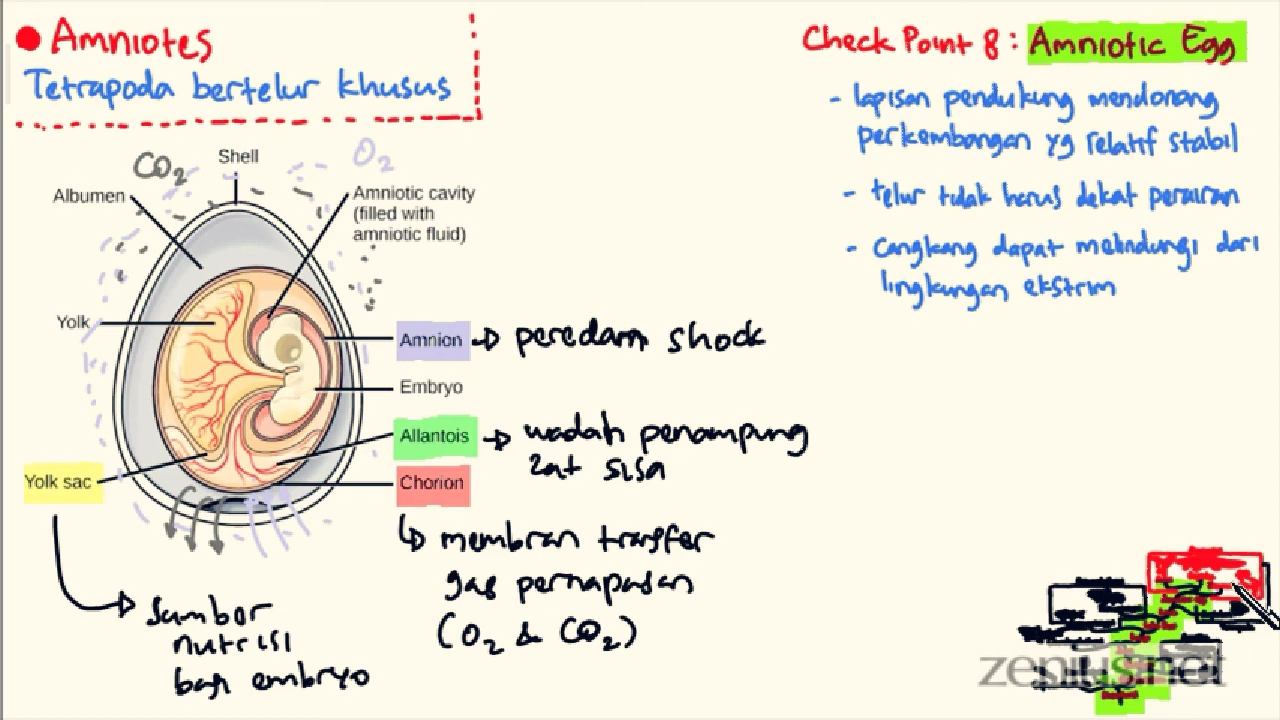 Amniotes
Tetrapoda bertelur khusus
Check Point 8: Amniotic Egg
- lapisan pendukung mendorong
perkembangan yg relatif stabil
- telur tidak harus dekat perairan
- Cangkang dapat melindungi dari
lingkungan ekstrim
CO2
Shell
O2
Albumen
Amniotic cavity
(filled with
amniotic fluid)
Yolk
Amnion → peredam shock
Embryo
Allantois → wadah penampung
zat sisa
Yolk sac
Chorion
↳ membran transfer
gas pernapasan
(O2 & CO2)
Sumber
nutrisi
bagi embryo
zenius.net